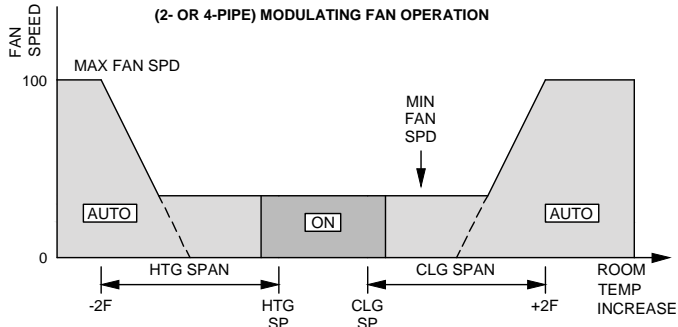 (2- OR 4-PIPE) MODULATING FAN OPERATION
FAN
SPEED
MAX FAN SPD
100
MIN
FAN
SPD
AUTO
ON
AUTO
0
HTG SPAN
CLG SPAN
ROOM
TEMP
INCREASE
-2F
HTG
SP
CLG
SP
+2F